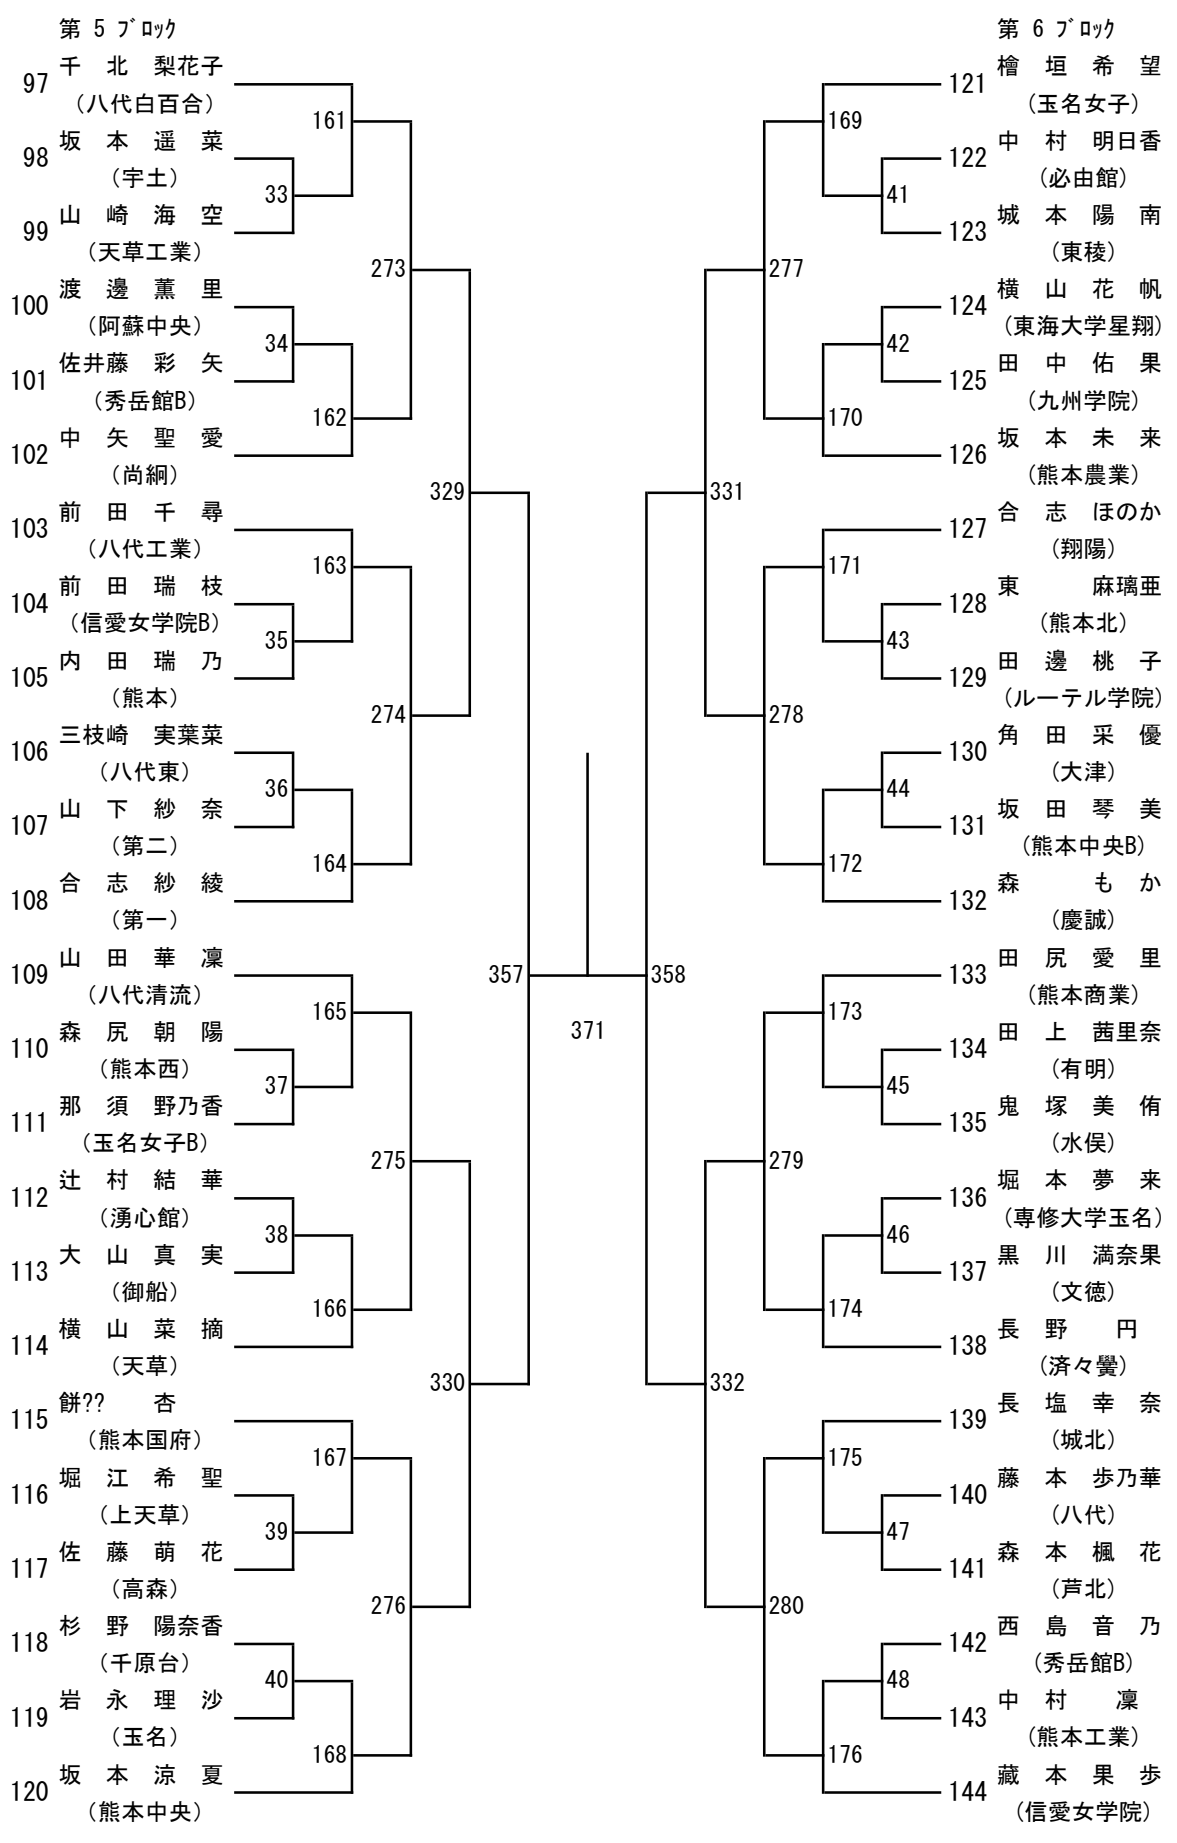 第 5 ブロック
97 千 北 梨花子
(八代白百合)
98 坂 本 遥 菜
(宇土)
99 山 崎 海 空
(天草工業)
100 渡 邊 薫 里
(阿蘇中央)
101 佐井藤 彩 矢
(秀岳館B)
102 中 矢 聖 愛
(尚絅)
103 前 田 千 尋
(八代工業)
104 前 田 瑞 枝
(信愛女学院B)
105 内 田 瑞 乃
(熊本)
106 三枝崎 実葉菜
(八代東)
107 山 下 紗 奈
(第二)
108 合 志 紗 綾
(第一)
109 山 田 華 凜
(八代清流)
110 森 尻 朝 陽
(熊本西)
111 那 須 野乃香
(玉名女子B)
112 辻 村 結 華
(湧心館)
113 大 山 真 実
(御船)
114 横 山 菜 摘
(天草)
115 餅?? 杏
(熊本国府)
116 堀 江 希 聖
(上天草)
117 佐 藤 萌 花
(高森)
118 杉 野 陽奈香
(千原台)
119 岩 永 理 沙
(玉名)
120 坂 本 涼 夏
(熊本中央)
161
33
273
34
162
329
163
35
274
36
164
357
165
37
275
38
166
330
167
39
276
40
168
371
第 6 ブロック
121 檜 垣 希 望
(玉名女子)
122 中 村 明日香
(必由館)
123 城 本 陽 南
(東稜)
124 横 山 花 帆
(東海大学星翔)
125 田 中 佑 果
(九州学院)
126 坂 本 未 来
(熊本農業)
127 合 志 ほのか
(翔陽)
128 東 麻璃亜
(熊本北)
129 田 邊 桃 子
(ルーテル学院)
130 角 田 采 優
(大津)
131 坂 田 琴 美
(熊本中央B)
132 森 も か
(慶誠)
133 田 尻 愛 里
(熊本商業)
134 田 上 茜里奈
(有明)
135 鬼 塚 美 侑
(水俣)
136 堀 本 夢 来
(専修大学玉名)
137 黒 川 満奈果
(文徳)
138 長 野 円
(済々黌)
139 長 塩 幸 奈
(城北)
140 藤 本 歩乃華
(八代)
141 森 本 楓 花
(芦北)
142 西 島 音 乃
(秀岳館B)
143 中 村 凜
(熊本工業)
144 藏 本 果 歩
(信愛女学院)
169
41
277
42
170
331
171
43
278
44
172
358
173
45
279
46
174
332
175
47
280
48
176